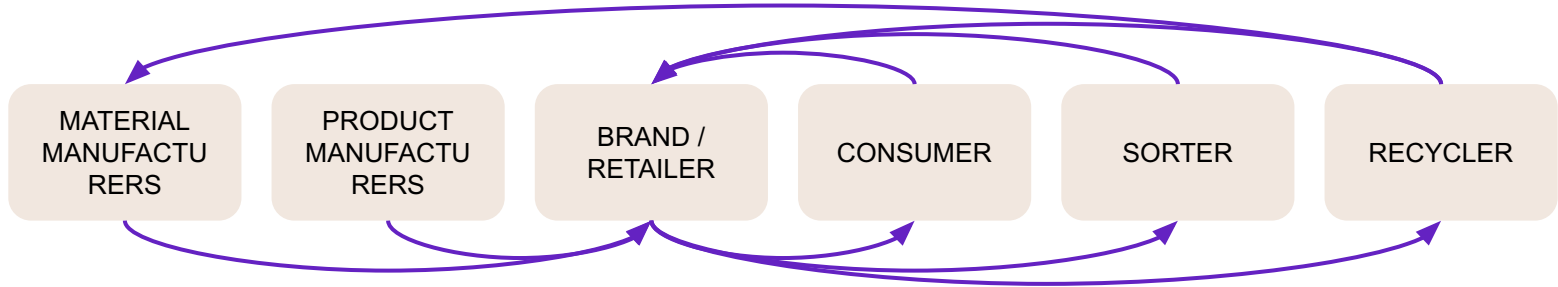 MATERIAL
MANUFACTU
RERS
PRODUCT
MANUFACTU
RERS
BRAND /
RETAILER
CONSUMER
SORTER
RECYCLER